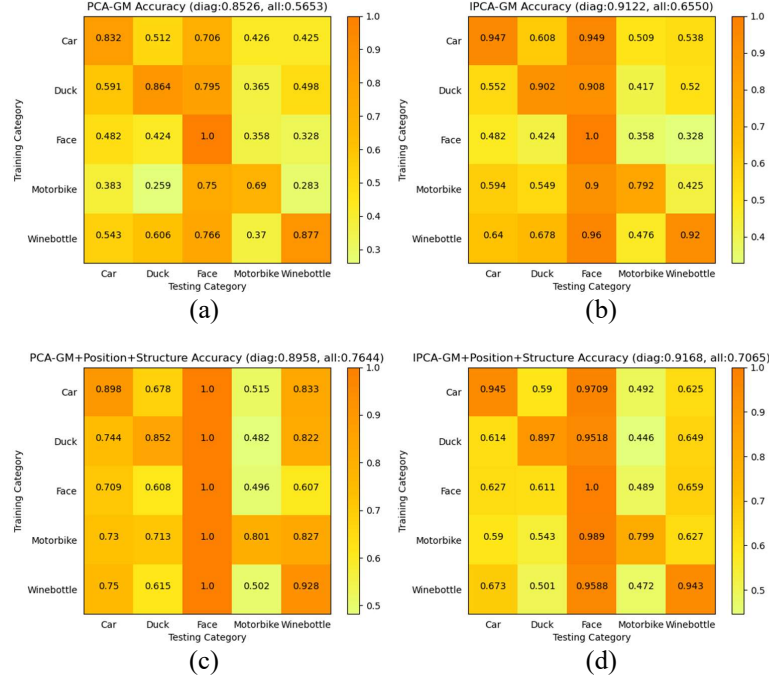 PCA-GM Accuracy (diag:0.8526, all:0.5653)
Training Category
Car 0.832 0.512 0.706 0.426 0.425
Duck 0.591 0.864 0.795 0.365 0.498
Face 0.482 0.424 1.0 0.358 0.328
Motorbike 0.383 0.259 0.75 0.69 0.283
Winebottle 0.543 0.606 0.766 0.37 0.877
Car Duck Face Motorbike Winebottle
Testing Category
1.0
0.9
0.8
0.7
0.6
0.5
0.4
0.3
(a)
IPCA-GM Accuracy (diag:0.9122, all:0.6550)
Training Category
Car 0.947 0.608 0.949 0.509 0.538
Duck 0.552 0.902 0.908 0.417 0.52
Face 0.482 0.424 1.0 0.358 0.328
Motorbike 0.594 0.549 0.9 0.792 0.425
Winebottle 0.64 0.678 0.96 0.476 0.92
Car Duck Face Motorbike Winebottle
Testing Category
1.0
0.9
0.8
0.7
0.6
0.5
0.4
(b)
PCA-GM+Position+Structure Accuracy (diag:0.8958, all:0.7644)
Training Category
Car 0.898 0.678 1.0 0.515 0.833
Duck 0.744 0.852 1.0 0.482 0.822
Face 0.709 0.608 1.0 0.496 0.607
Motorbike 0.73 0.713 1.0 0.801 0.827
Winebottle 0.75 0.615 1.0 0.502 0.928
Car Duck Face Motorbike Winebottle
Testing Category
1.0
0.9
0.8
0.7
0.6
0.5
(c)
IPCA-GM+Position+Structure Accuracy (diag:0.9168, all:0.7065)
Training Category
Car 0.945 0.59 0.9709 0.492 0.625
Duck 0.614 0.897 0.9518 0.446 0.649
Face 0.627 0.611 1.0 0.489 0.659
Motorbike 0.59 0.543 0.989 0.799 0.627
Winebottle 0.673 0.501 0.9588 0.472 0.943
Car Duck Face Motorbike Winebottle
Testing Category
1.0
0.9
0.8
0.7
0.6
0.5
(d)